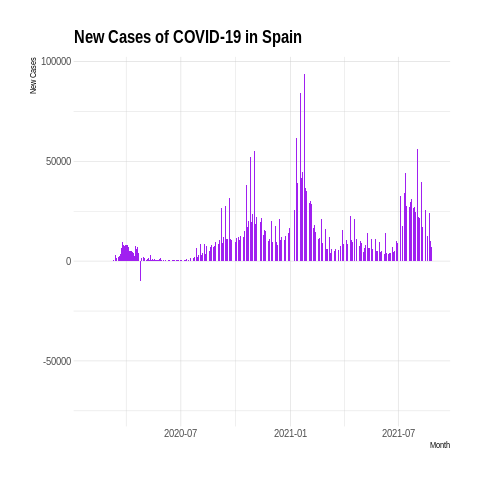 New Cases of COVID-19 in Spain
New Cases
100000
50000
0
-50000
2020-07
2021-01
2021-07
Month